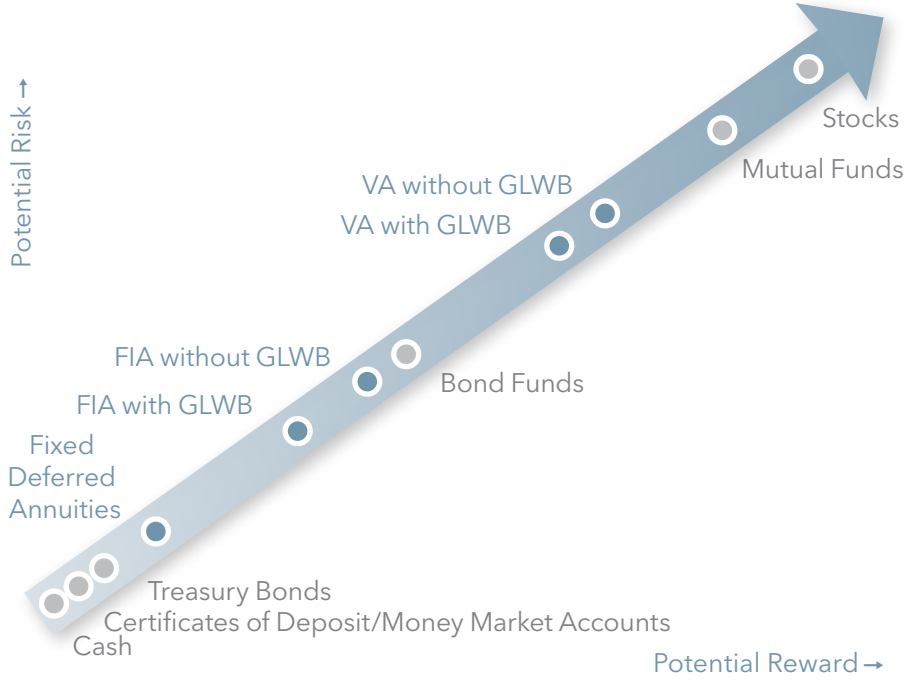 Potential Risk →
Stocks
Mutual Funds
VA without GLWB
VA with GLWB
FIA without GLWB
Bond Funds
FIA with GLWB
Fixed
Deferred
Annuities
Treasury Bonds
Certificates of Deposit/Money Market Accounts
Cash
Potential Reward →